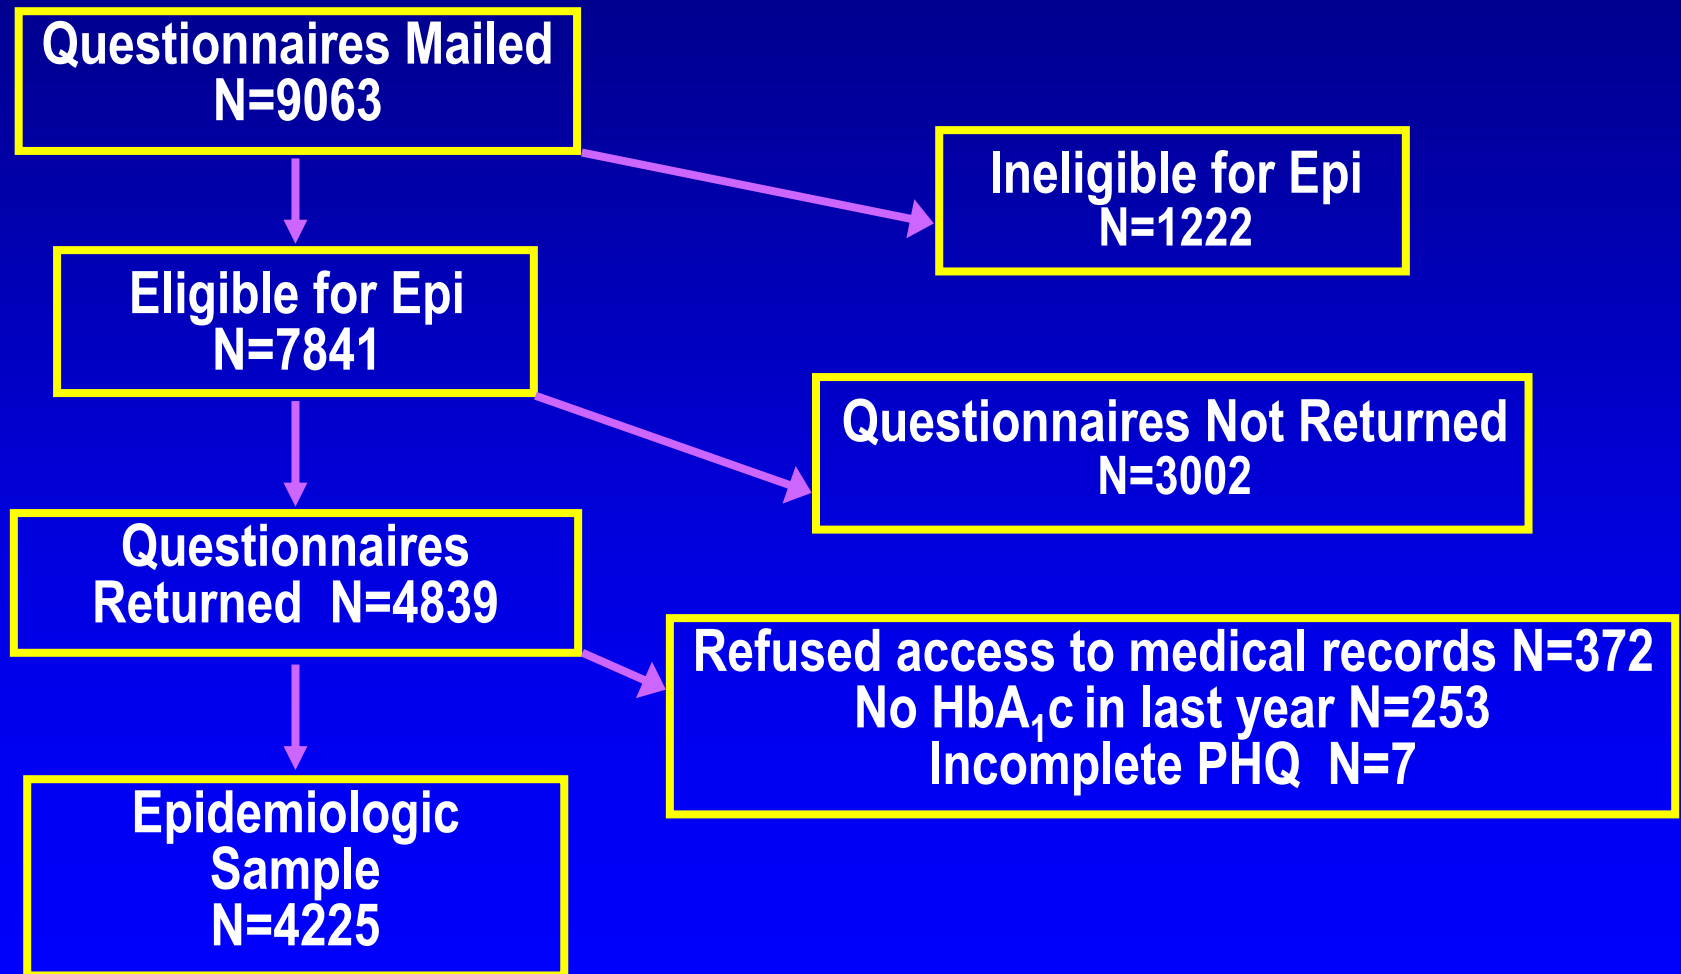 Questionnaires Mailed
N=9063
Ineligible for Epi
N=1222
Eligible for Epi
N=7841
Questionnaires Not Returned
N=3002
Questionnaires
Returned N=4839
Refused access to medical records N=372
No HbA₁c in last year N=253
Incomplete PHQ N=7
Epidemiologic
Sample
N=4225